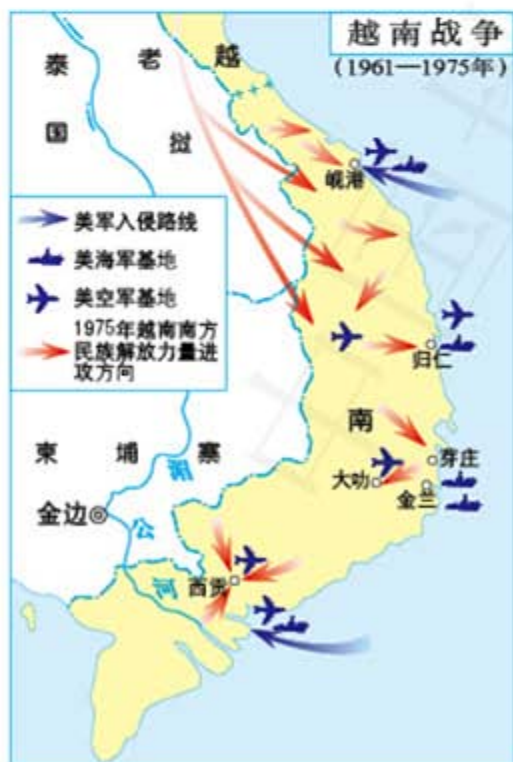 越南战争
(1961—1975年)
泰国
老挝
越南
岘港
美军入侵路线
美海军基地
美空军基地
1975年越南南方
民族解放力量进
攻方向
归仁
柬埔寨
芽庄
大叻
金兰
金边
湄公河
西贡